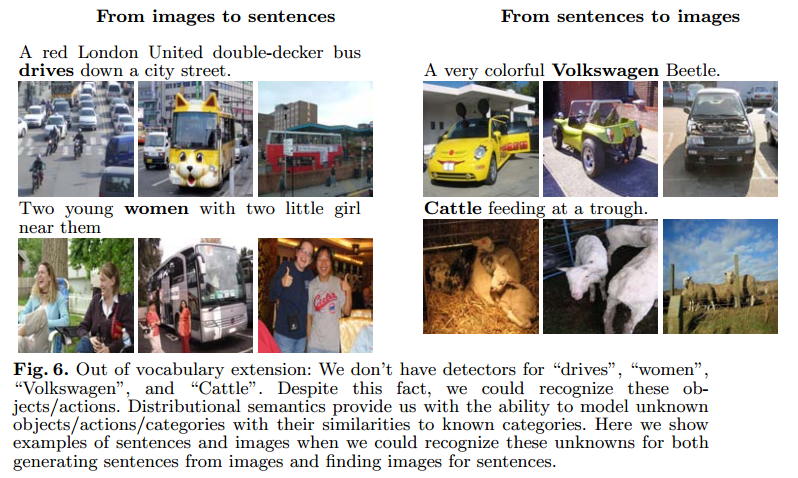 From images to sentences
From sentences to images
A red London United double-decker bus
drives down a city street.
Two young women with two little girl
near them
A very colorful Volkswagen Beetle.
Cattle feeding at a trough.
Fig. 6. Out of vocabulary extension: We don't have detectors for "drives", "women",
"Volkswagen", and "Cattle". Despite this fact, we could recognize these ob-
jects/actions. Distributional semantics provide us with the ability to model unknown
objects/actions/categories with their similarities to known categories. Here we show
examples of sentences and images when we could recognize these unknowns for both
generating sentences from images and finding images for sentences.